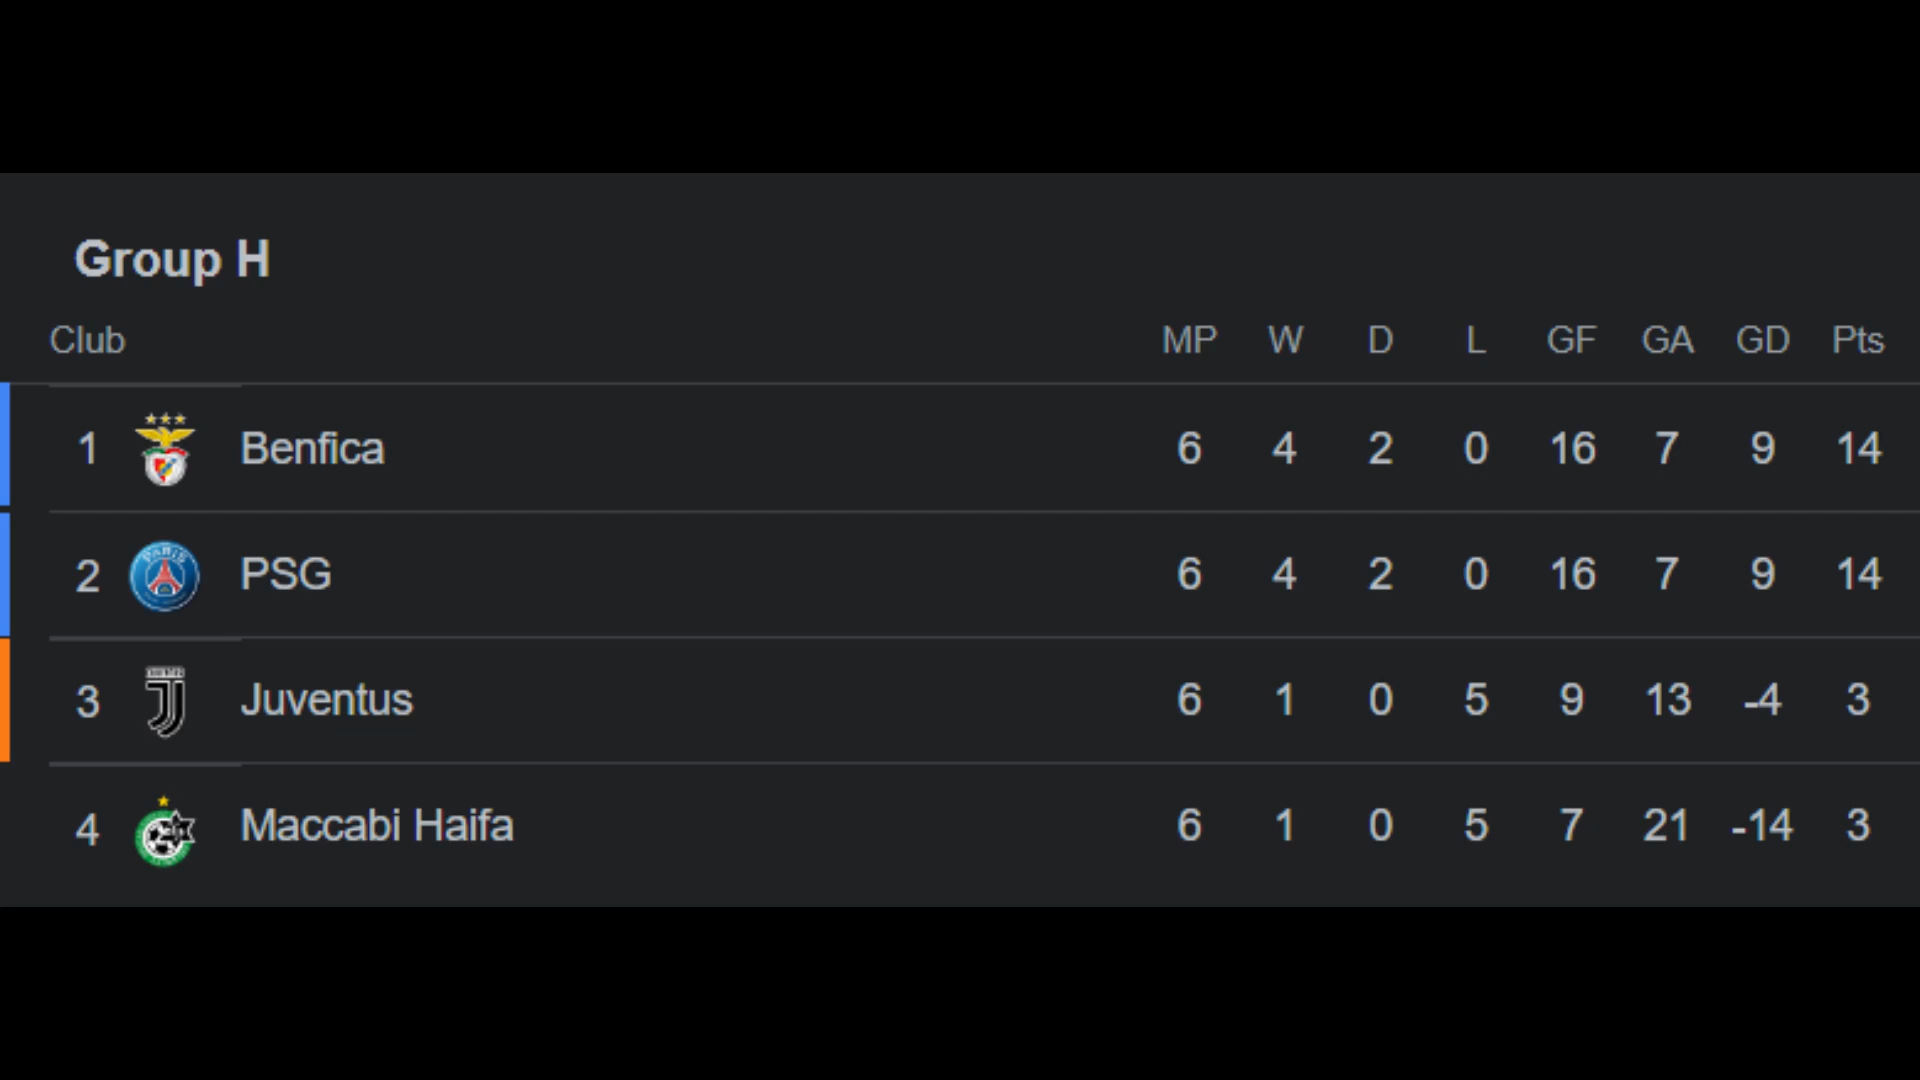 Group H
Club MP W D L GF GA GD Pts
1 Benfica 6 4 2 0 16 7 9 14
2 PARIS PSG 6 4 2 0 16 7 9 14
3 Juventus 6 1 0 5 9 13 -4 3
4 Maccabi Haifa 6 1 0 5 7 21 -14 3